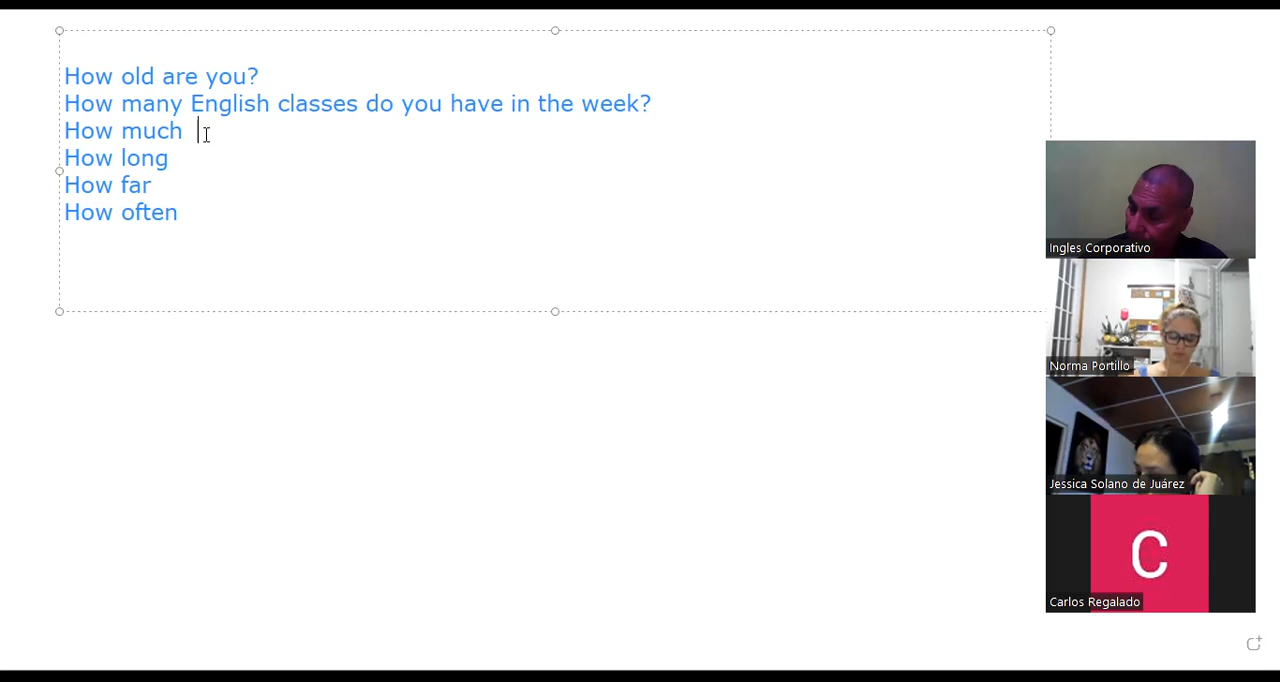 How old are you?
How many English classes do you have in the week?
How much
How long
How far
How often
Ingles Corporativo
Norma Portillo
Jessica Solano de Juárez
C
Carlos Regalado